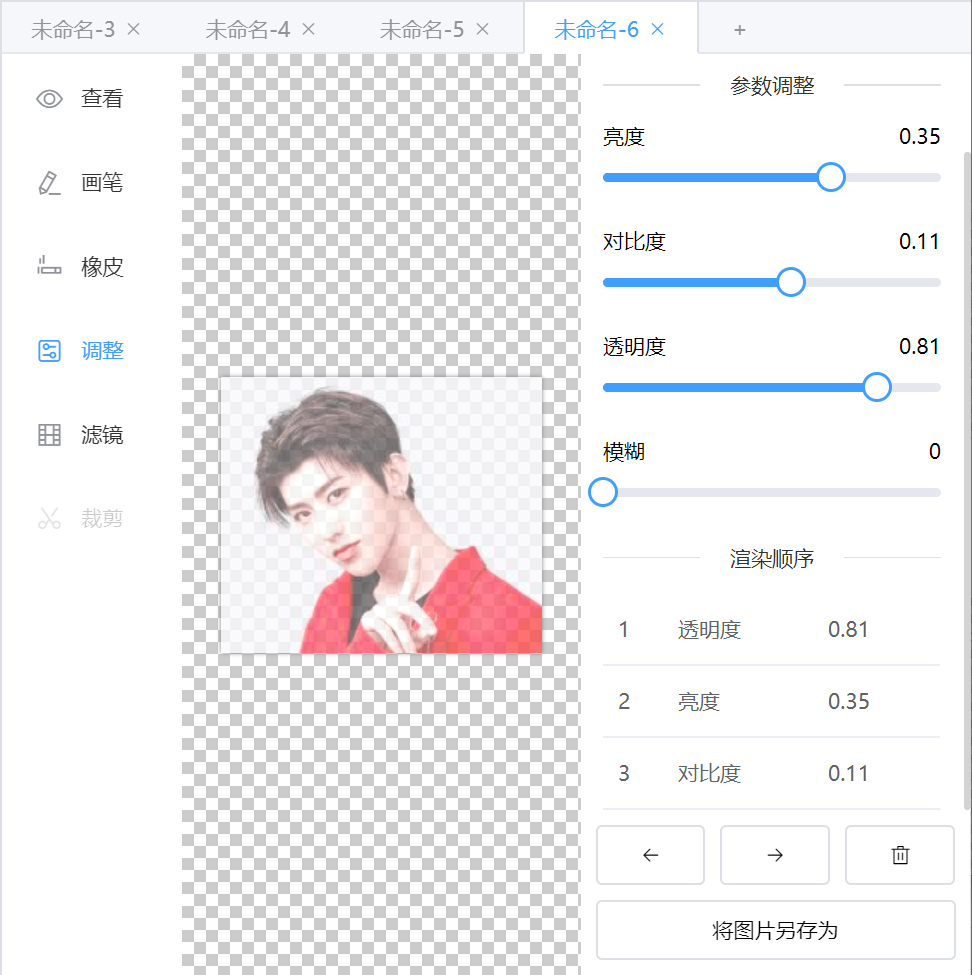 未命名-3 未命名-4 未命名-5 未命名-6
查看
画笔
橡皮
调整
滤镜
裁剪
参数调整
亮度 0.35
对比度 0.11
透明度 0.81
模糊 0
渲染顺序
1 透明度 0.81
2 亮度 0.35
3 对比度 0.11
将图片另存为